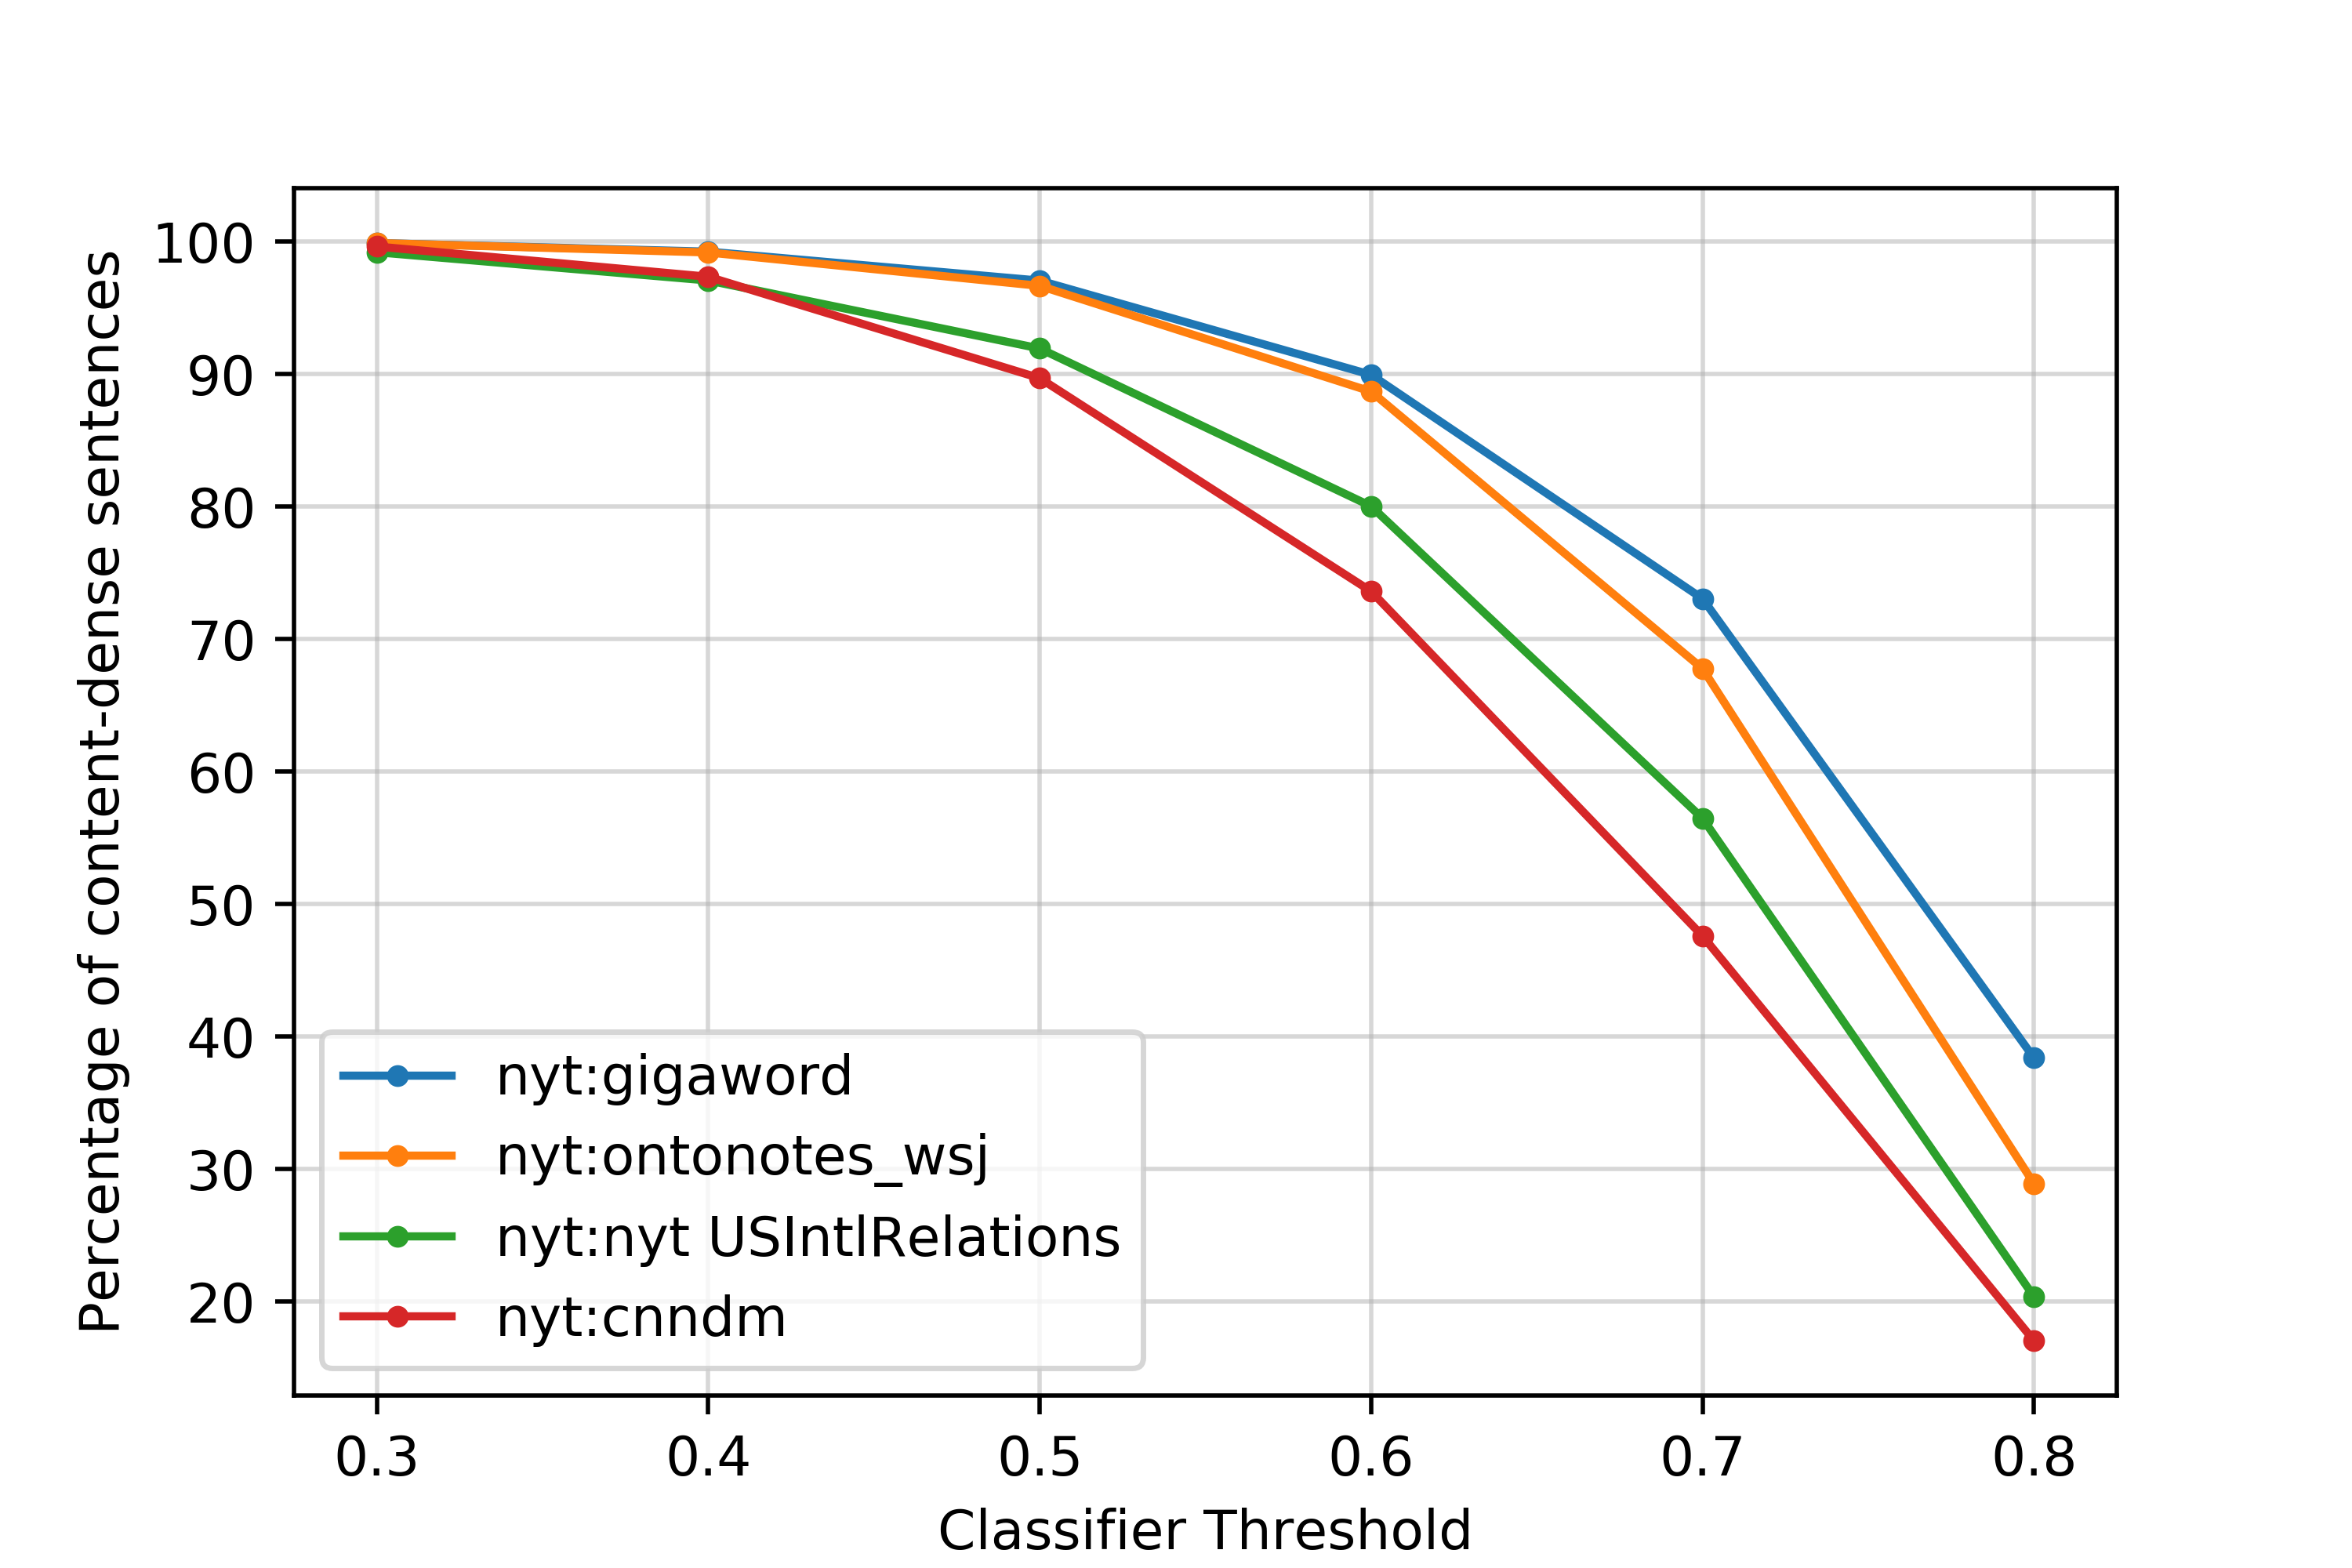 Percentage of content-dense sentences
100
90
80
70
60
50
40
30
20
nyt:gigaword
nyt:ontonotes_wsj
nyt:nyt USIntlRelations
nyt:cnndm
0.3 0.4 0.5 0.6 0.7 0.8
Classifier Threshold